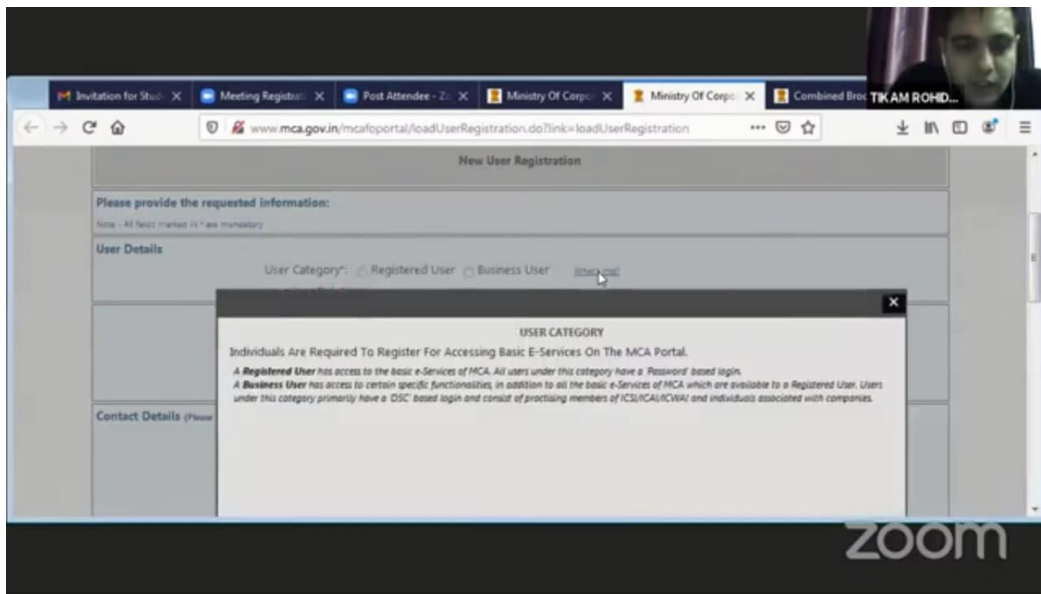 Invitation for Stud
Meeting Registrati
Post Attendee - Zo
Ministry Of Corpo
Ministry Of Corpo
Combined Broc
TIKAM ROHID...
www.mca.gov.in/mcafoportal/loadUserRegistration.do?link=loadUserRegistration
New User Registration
Please provide the requested information:
Note - All fields marked in * are mandatory
User Details
User Category*: Registered User Business User
USER CATEGORY
Individuals Are Required To Register For Accessing Basic E-Services On The MCA Portal.
A Registered User has access to the basic e-Services of MCA. All users under this category have a 'Password' based login.
A Business User has access to certain specific functionalities, in addition to all the basic e-Services of MCA which are available to a Registered User. Users
under this category primarily have a 'DSC' based login and consist of practising members of ICSI/ICAI/ICWAI and individuals associated with companies.
Contact Details (Please
zoom